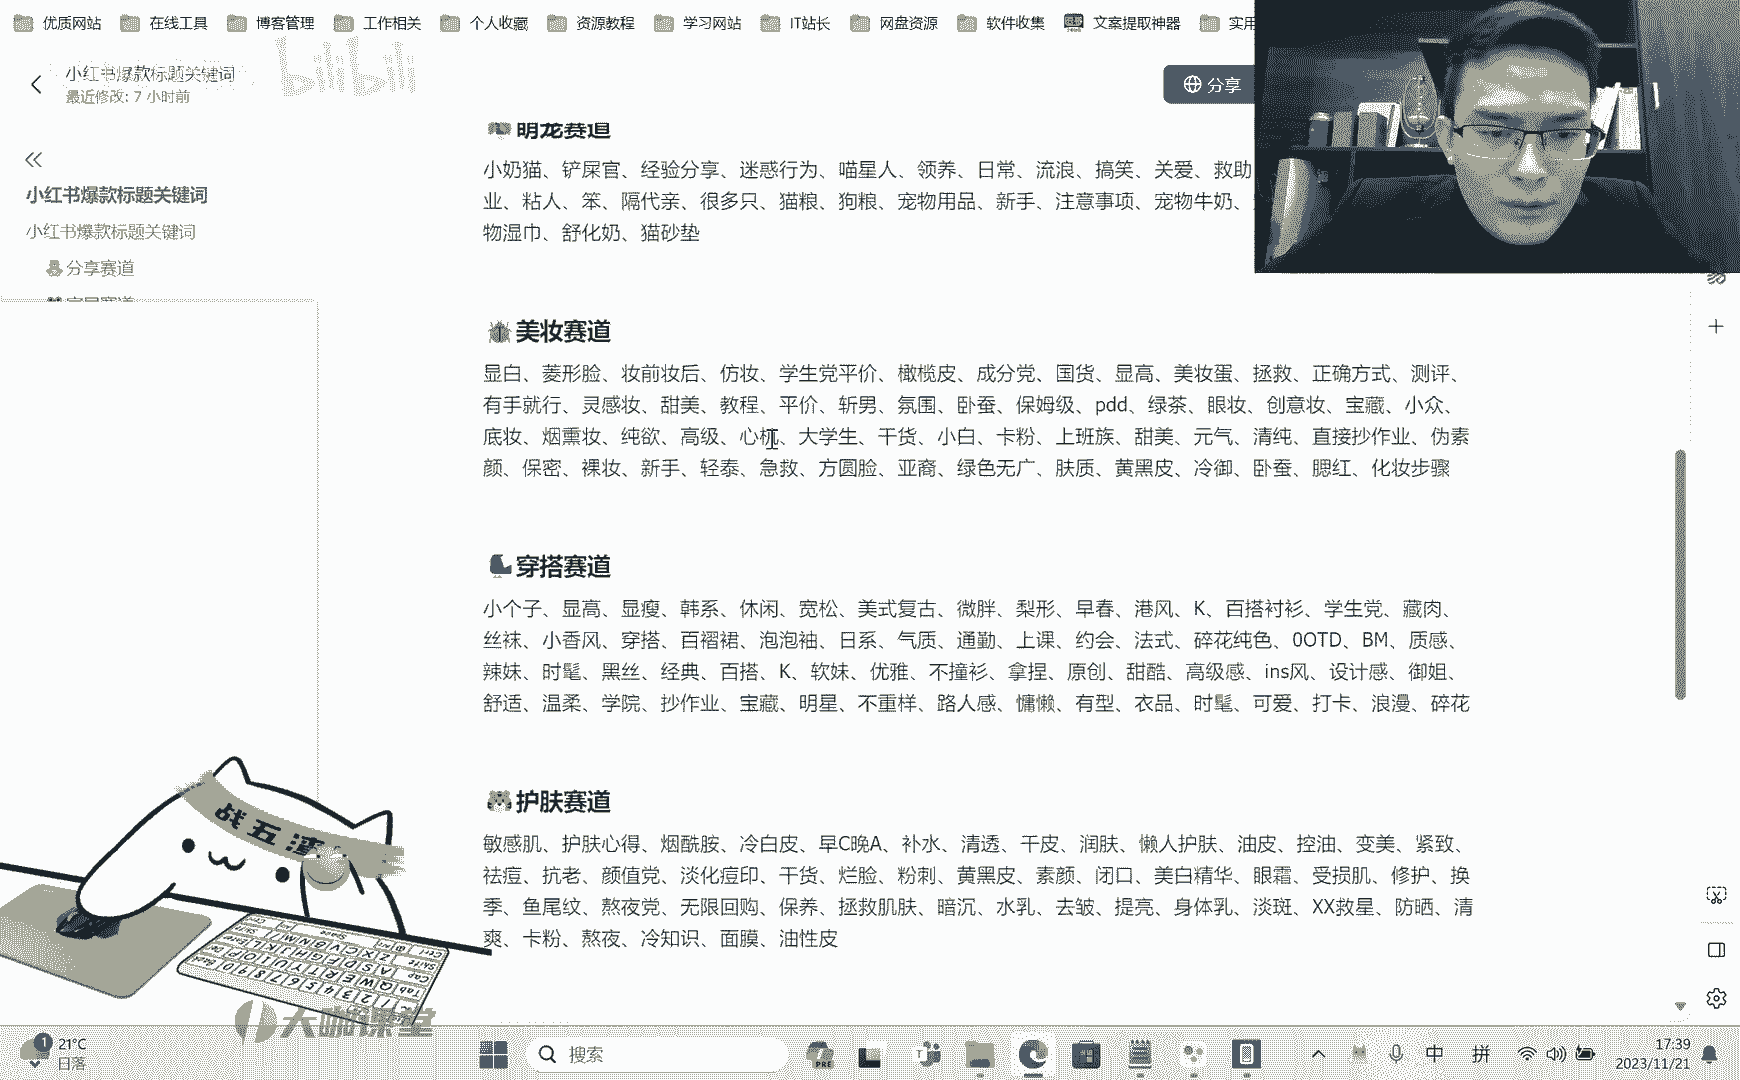 优质网站 在线工具 博客管理 工作相关 个人收藏 资源教程 学习网站 IT站长 网盘资源 软件收集 文案提取神器 实用
小红书爆款标题关键词
bilibili
最近修改: 7 小时前
分享
小红书爆款标题关键词
小红书爆款标题关键词
分享赛道
小奶猫、铲屎官、经验分享、迷惑行为、喵星人、领养、日常、流浪、搞笑、关爱、救助
业、粘人、笨、隔代亲、很多只、猫粮、狗粮、宠物用品、新手、注意事项、宠物牛奶、
物湿巾、舒化奶、猫砂垫
美妆赛道
显白、菱形脸、妆前妆后、仿妆、学生党平价、橄榄皮、成分党、国货、显高、美妆蛋、拯救、正确方式、测评、
有手就行、灵感妆、甜美、教程、平价、斩男、氛围、卧蚕、保姆级、pdd、绿茶、眼妆、创意妆、宝藏、小众、
底妆、烟熏妆、纯欲、高级、心机、大学生、干货、小白、卡粉、上班族、甜美、元气、清纯、直接抄作业、伪素
颜、保密、裸妆、新手、轻泰、急救、方圆脸、亚裔、绿色无广、肤质、黄黑皮、冷御、卧蚕、腮红、化妆步骤
穿搭赛道
小个子、显高、显瘦、韩系、休闲、宽松、美式复古、微胖、梨形、早春、港风、K、百搭衬衫、学生党、藏肉、
丝袜、小香风、穿搭、百褶裙、泡泡袖、日系、气质、通勤、上课、约会、法式、碎花纯色、0OTD、BM、质感、
辣妹、时髦、黑丝、经典、百搭、K、软妹、优雅、不撞衫、拿捏、原创、甜酷、高级感、ins风、设计感、御姐、
舒适、温柔、学院、抄作业、宝藏、明星、不重样、路人感、慵懒、有型、衣品、时髦、可爱、打卡、浪漫、碎花
护肤赛道
敏感肌、护肤心得、烟酰胺、冷白皮、早C晚A、补水、清透、干皮、润肤、懒人护肤、油皮、控油、变美、紧致、
祛痘、抗老、颜值党、淡化痘印、干货、烂脸、粉刺、黄黑皮、素颜、闭口、美白精华、眼霜、受损肌、修护、换
季、鱼尾纹、熬夜党、无限回购、保养、拯救肌肤、暗沉、水乳、去皱、提亮、身体乳、淡斑、XX救星、防晒、清
爽、卡粉、熬夜、冷知识、面膜、油性皮
战五渣
大咖课堂
1 21°C
日落
搜索
PRE
中 拼
17:39
2023/11/21